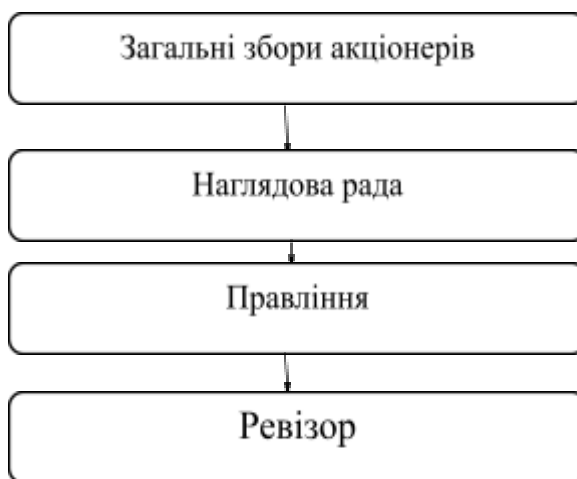 Загальні збори акціонерів
Наглядова рада
Правління
Ревізор